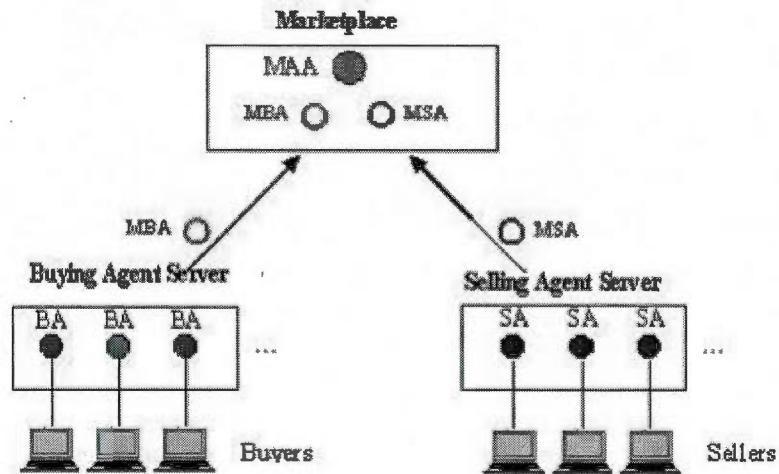 Marketplace
MAA
MBA MSA
MBA MSA
Buying Agent Server Selling Agent Server
BA BA BA ... SA SA SA ...
Buyers Sellers